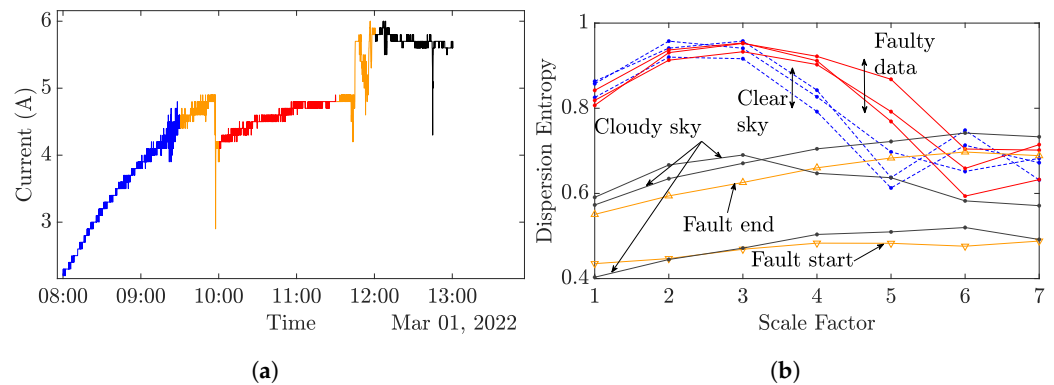 6
5
4
3
Current (A)
08:00 09:00 10:00 11:00 12:00 13:00
Time
Mar 01, 2022
(a)
1
0.8
0.6
0.4
Dispersion Entropy
Faulty
data
Clear
sky
Cloudy sky
Fault end
Fault start
1 2 3 4 5 6 7
Scale Factor
(b)